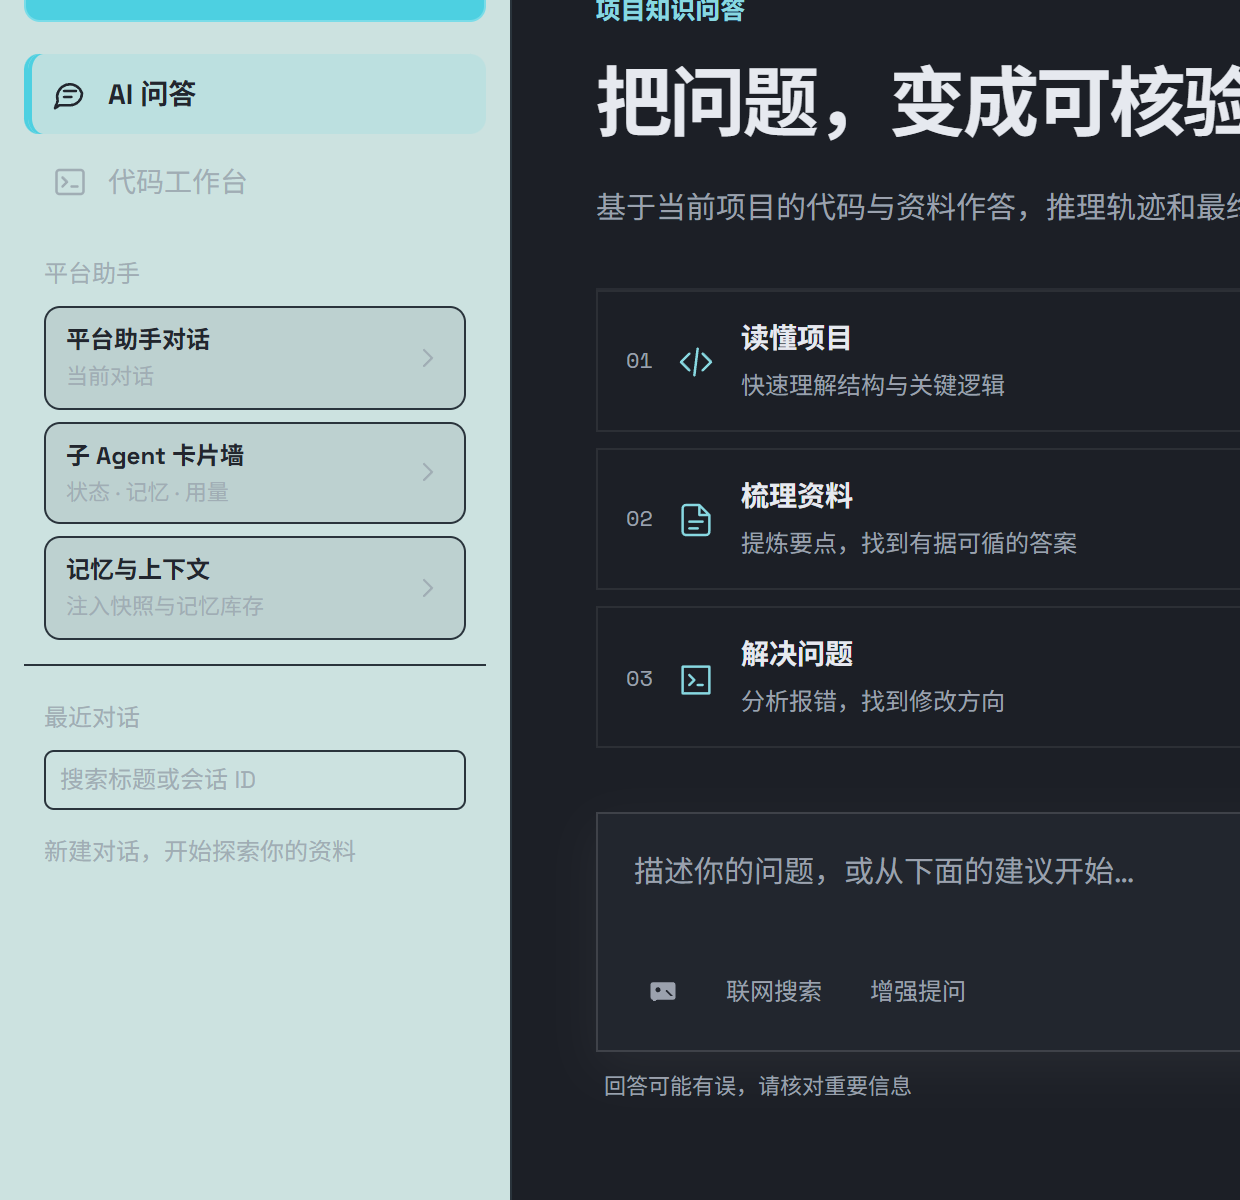 AI 问答
代码工作台
平台助手
平台助手对话
当前对话
子 Agent 卡片墙
状态 · 记忆 · 用量
记忆与上下文
注入快照与记忆库存
最近对话
搜索标题或会话 ID
新建对话，开始探索你的资料
项目知识问答
把问题，变成可核验
基于当前项目的代码与资料作答，推理轨迹和最终
01
读懂项目
快速理解结构与关键逻辑
02
梳理资料
提炼要点，找到有据可循的答案
03
解决问题
分析报错，找到修改方向
描述你的问题，或从下面的建议开始...
联网搜索
增强提问
回答可能有误，请核对重要信息